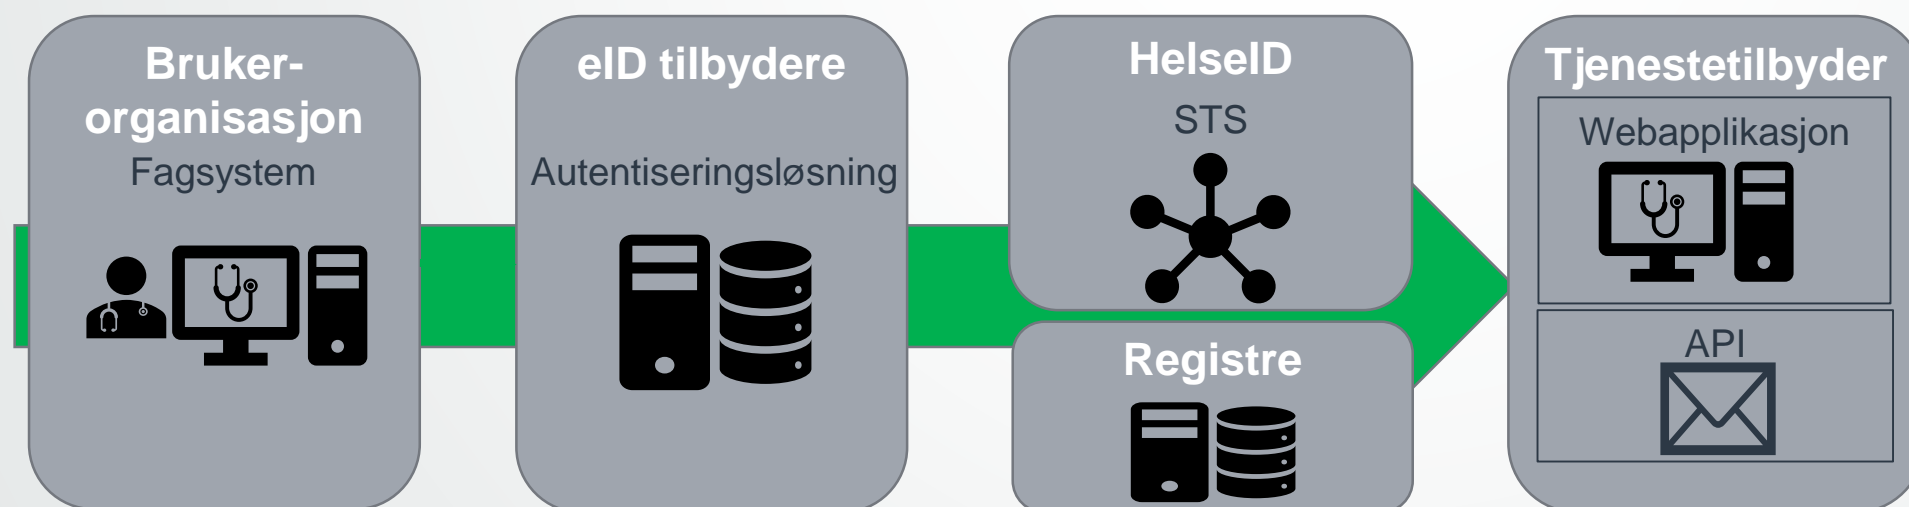 Bruker-
organisasjon
Fagsystem
eID tilbydere
Autentiseringsløsning
HelseID
STS
Registre
Tjenestetilbyder
Webapplikasjon
API